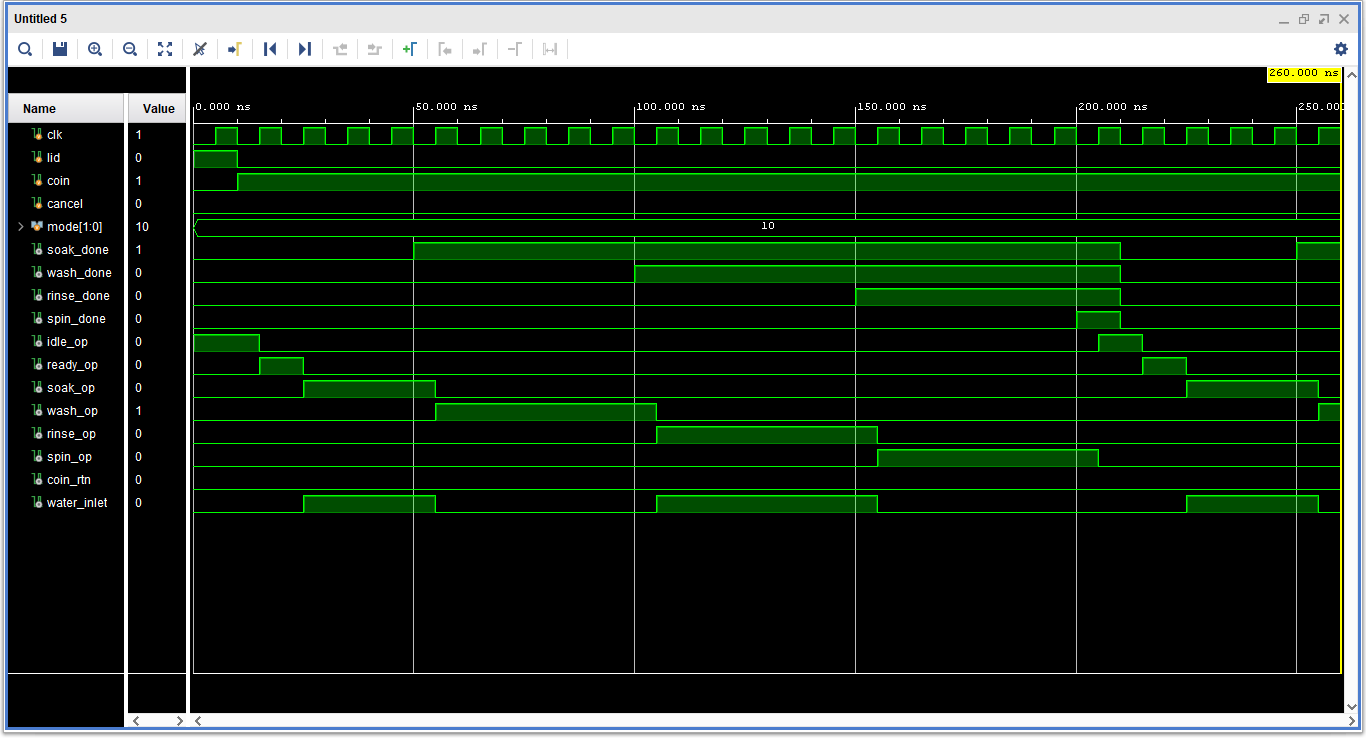 Untitled 5
260.000 ns
Name Value 0.000 ns 50.000 ns 100.000 ns 150.000 ns 200.000 ns 250.00
clk 1
lid 0
coin 1
cancel 0
mode[1:0] 10 10
soak_done 1
wash_done 0
rinse_done 0
spin_done 0
idle_op 0
ready_op 0
soak_op 0
wash_op 1
rinse_op 0
spin_op 0
coin_rtn 0
water_inlet 0